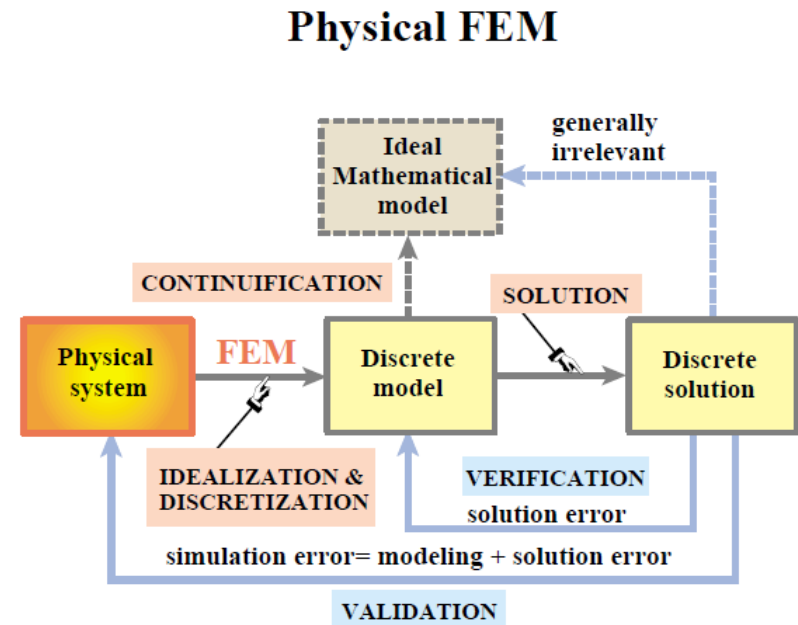 Physical FEM
generally
irrelevant
Ideal
Mathematical
model
CONTINUIFICATION
SOLUTION
Physical
system
FEM
Discrete
model
Discrete
solution
IDEALIZATION &
DISCRETIZATION
VERIFICATION
solution error
simulation error= modeling + solution error
VALIDATION